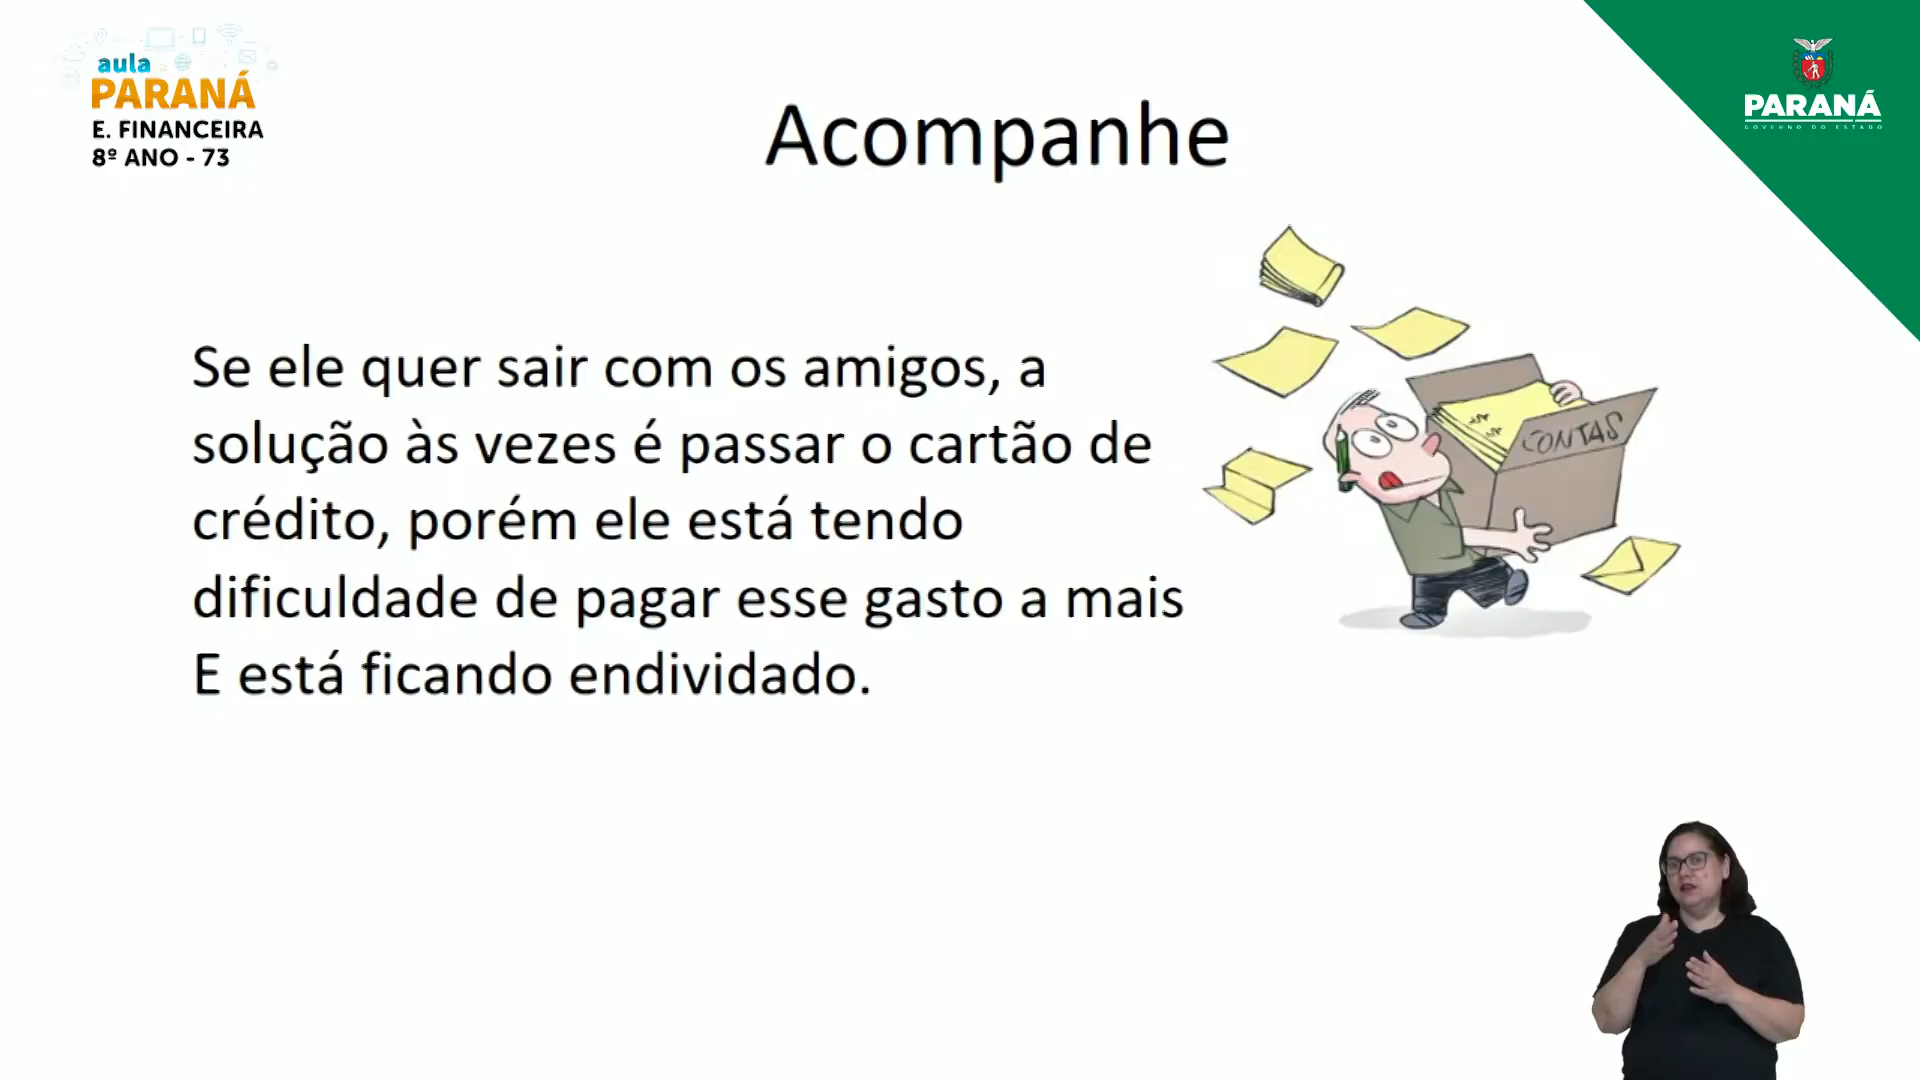 aula
PARANÁ
E. FINANCEIRA
8º ANO - 73
PARANÁ
GOVERNO DO ESTADO
Acompanhe
Se ele quer sair com os amigos, a
solução às vezes é passar o cartão de
crédito, porém ele está tendo
dificuldade de pagar esse gasto a mais
E está ficando endividado.
CONTAS